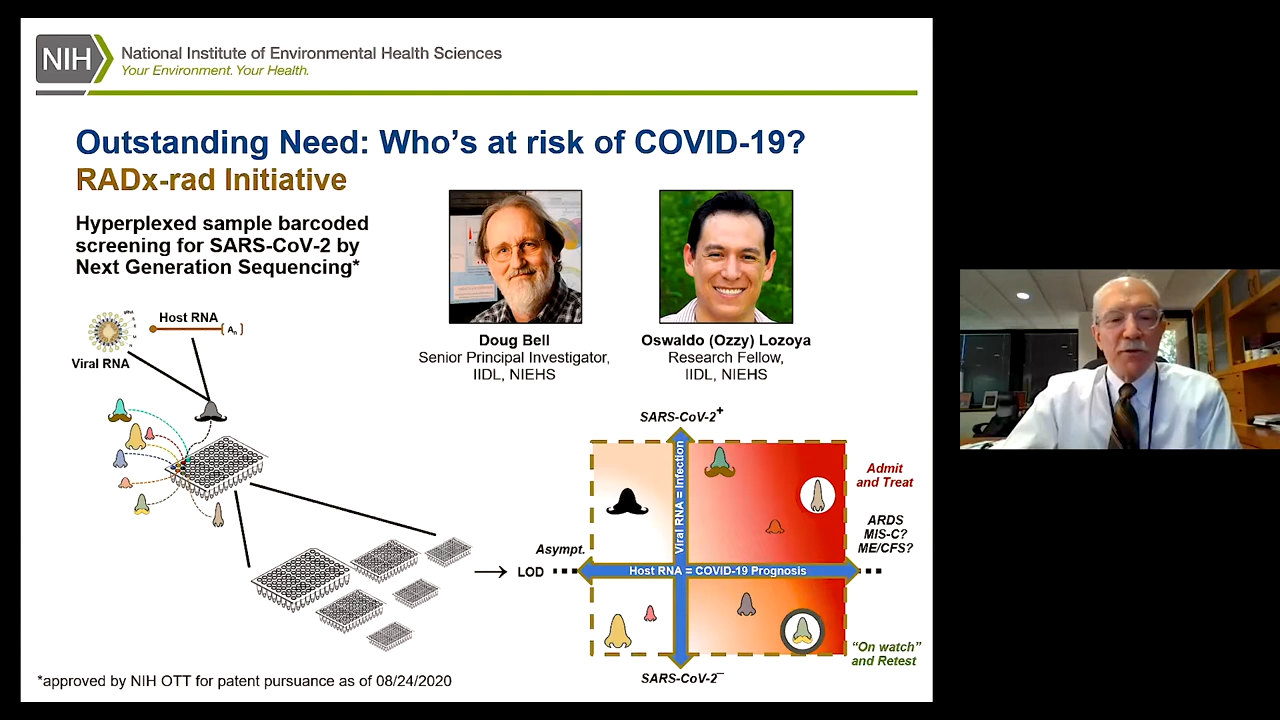 NIH
National Institute of Environmental Health Sciences
Your Environment. Your Health.
Outstanding Need: Who's at risk of COVID-19?
RADx-rad Initiative
Hyperplexed sample barcoded
screening for SARS-CoV-2 by
Next Generation Sequencing*
Doug Bell
Senior Principal Investigator,
IIDL, NIEHS
Oswaldo (Ozzy) Lozoya
Research Fellow,
IIDL, NIEHS
Host RNA
An
Viral RNA
SARS-CoV-2+
Viral RNA = Infection
Admit
and Treat
ARDS
MIS-C?
ME/CFS?
Asympt.
LOD
Host RNA = COVID-19 Prognosis
"On watch"
and Retest
SARS-CoV-2–
*approved by NIH OTT for patent pursuance as of 08/24/2020